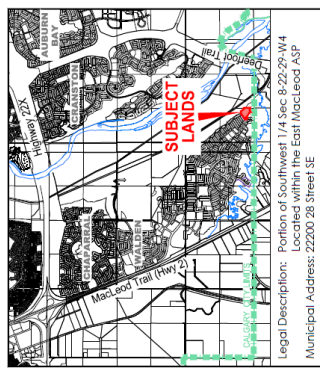 AUBURN
BAY
Highway 22X
CRANSTON
Deerfoot Trail
SUBJECT
LANDS
CHAPARRAL
WALDEN
MacLeod Trail (Hwy 2)
CALGARY CITY LIMITS
Legal Description: Portion of Southwest 1/4 Sec 8-22-29-W4
Located within the East MacLeod ASP
Municipal Address: 22200 28 Street SE